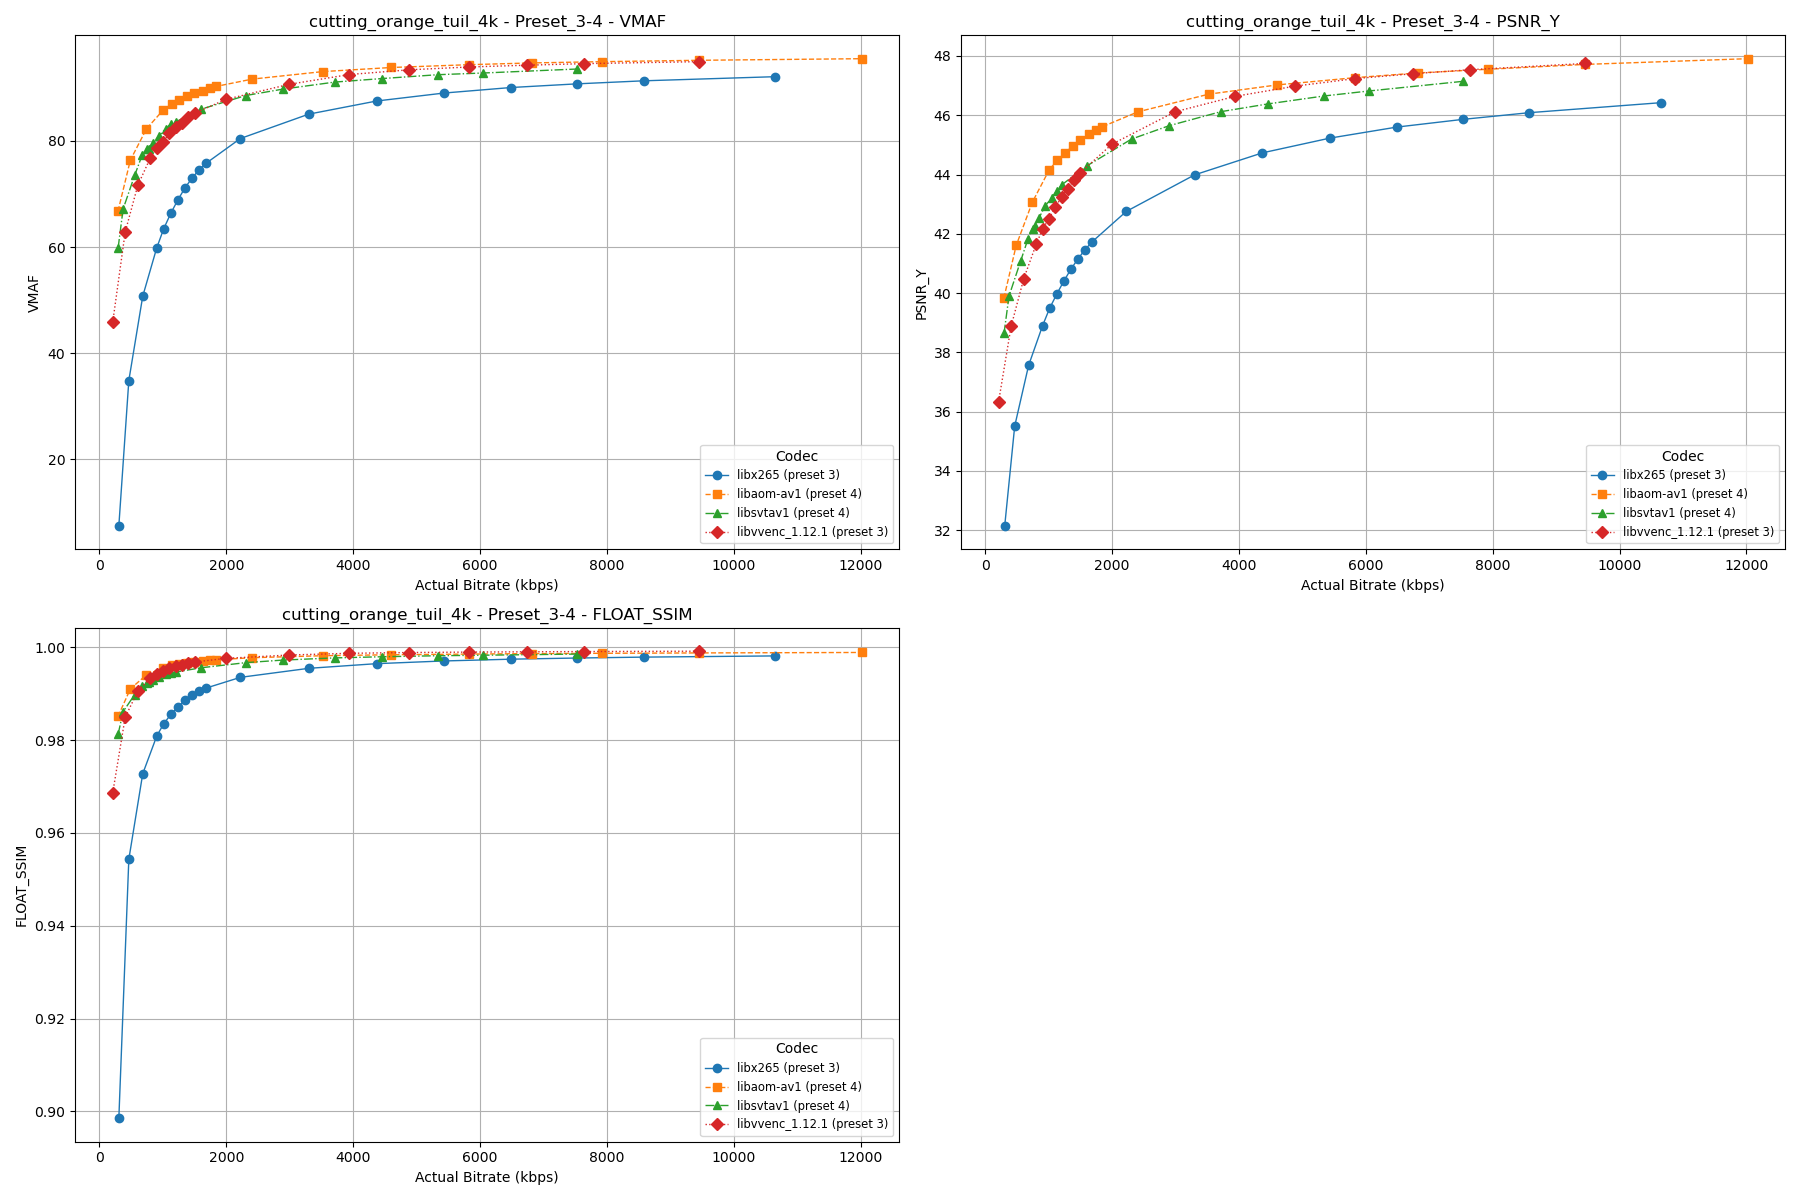 cutting_orange_tuil_4k - Preset_3-4 - VMAF
VMAF
80
60
40
20
0 2000 4000 6000 8000 10000 12000
Actual Bitrate (kbps)
Codec
libx265 (preset 3)
libaom-av1 (preset 4)
libsvtav1 (preset 4)
libvvenc_1.12.1 (preset 3)
cutting_orange_tuil_4k - Preset_3-4 - PSNR_Y
PSNR_Y
48
46
44
42
40
38
36
34
32
0 2000 4000 6000 8000 10000 12000
Actual Bitrate (kbps)
Codec
libx265 (preset 3)
libaom-av1 (preset 4)
libsvtav1 (preset 4)
libvvenc_1.12.1 (preset 3)
cutting_orange_tuil_4k - Preset_3-4 - FLOAT_SSIM
FLOAT_SSIM
1.00
0.98
0.96
0.94
0.92
0.90
0 2000 4000 6000 8000 10000 12000
Actual Bitrate (kbps)
Codec
libx265 (preset 3)
libaom-av1 (preset 4)
libsvtav1 (preset 4)
libvvenc_1.12.1 (preset 3)